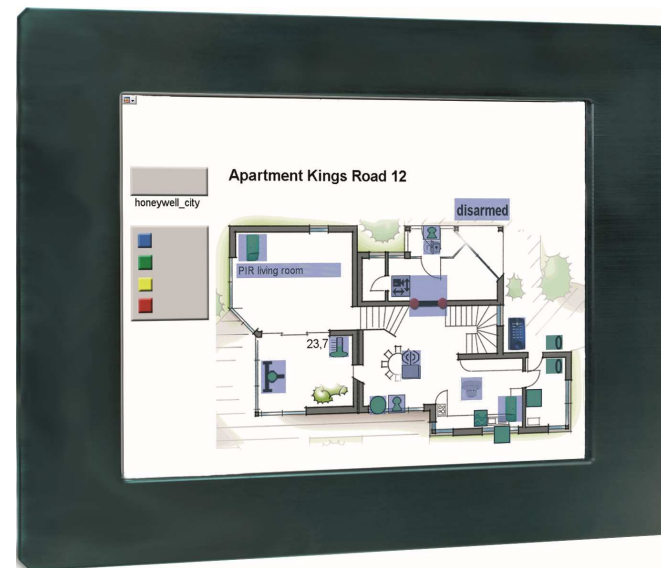 Apartment Kings Road 12
honeywell_city
disarmed
PIR living room
23,7